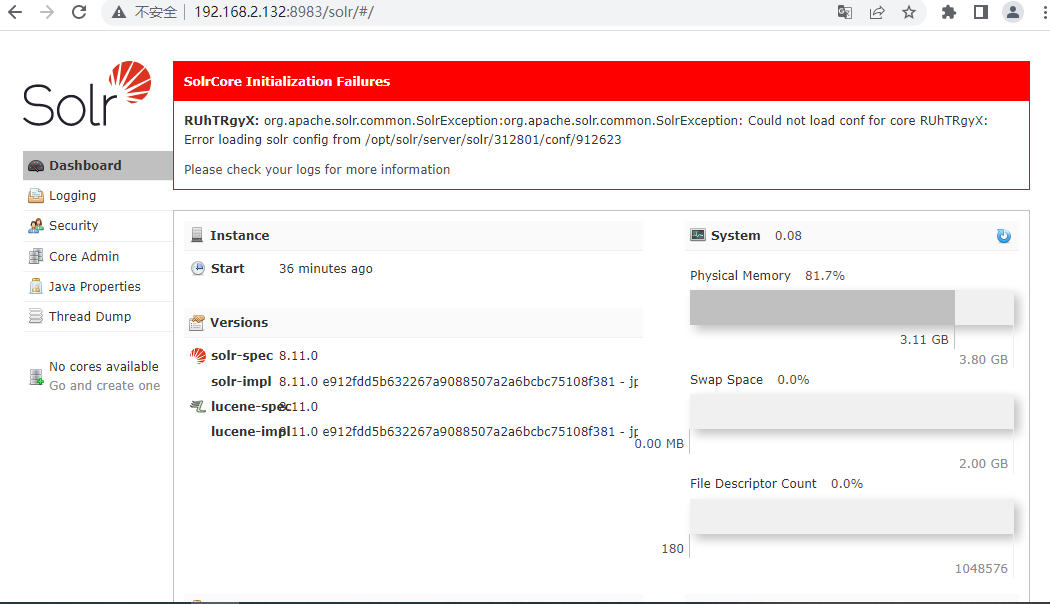 不安全 192.168.2.132:8983/solr/#/
Solr
SolrCore Initialization Failures
RUhTRgyX: org.apache.solr.common.SolrException:org.apache.solr.common.SolrException: Could not load conf for core RUhTRgyX:
Error loading solr config from /opt/solr/server/solr/312801/conf/912623
Please check your logs for more information
Dashboard
Logging
Security
Core Admin
Java Properties
Thread Dump
No cores available
Go and create one
Instance
Start 36 minutes ago
Versions
solr-spec 8.11.0
solr-impl 8.11.0 e912fdd5b632267a9088507a2a6bcbc75108f381 - jp
lucene-spec 8.11.0
lucene-impl 8.11.0 e912fdd5b632267a9088507a2a6bcbc75108f381 - jp
System 0.08
Physical Memory 81.7%
3.11 GB
3.80 GB
Swap Space 0.0%
0.00 MB
2.00 GB
File Descriptor Count 0.0%
180
1048576